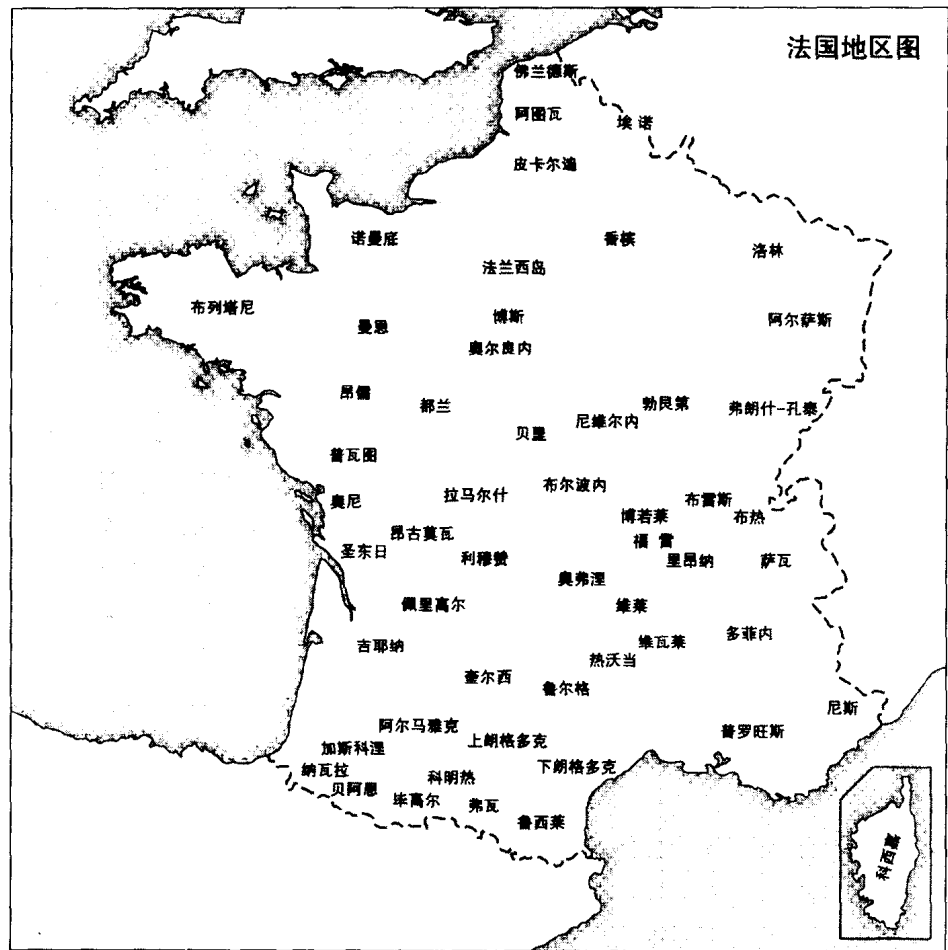 法国地区图
佛兰德斯
阿图瓦
埃诺
皮卡尔迪
诺曼底
香槟
洛林
法兰西岛
布列塔尼
曼恩
博斯
阿尔萨斯
奥尔良内
昂儒
都兰
勃艮第
弗朗什-孔泰
尼维尔内
贝里
普瓦图
布尔波内
拉马尔什
布雷斯
奥尼
博若莱
布热
昂古莫瓦
福雷
圣东日
利穆赞
里昂纳
萨瓦
奥弗涅
佩里高尔
维莱
多菲内
吉耶纳
维瓦莱
热沃当
奎尔西
鲁尔格
尼斯
阿尔马雅克
普罗旺斯
上朗格多克
加斯科涅
下朗格多克
纳瓦拉
科明热
贝阿恩
毕高尔
弗瓦
鲁西莱
科西嘉